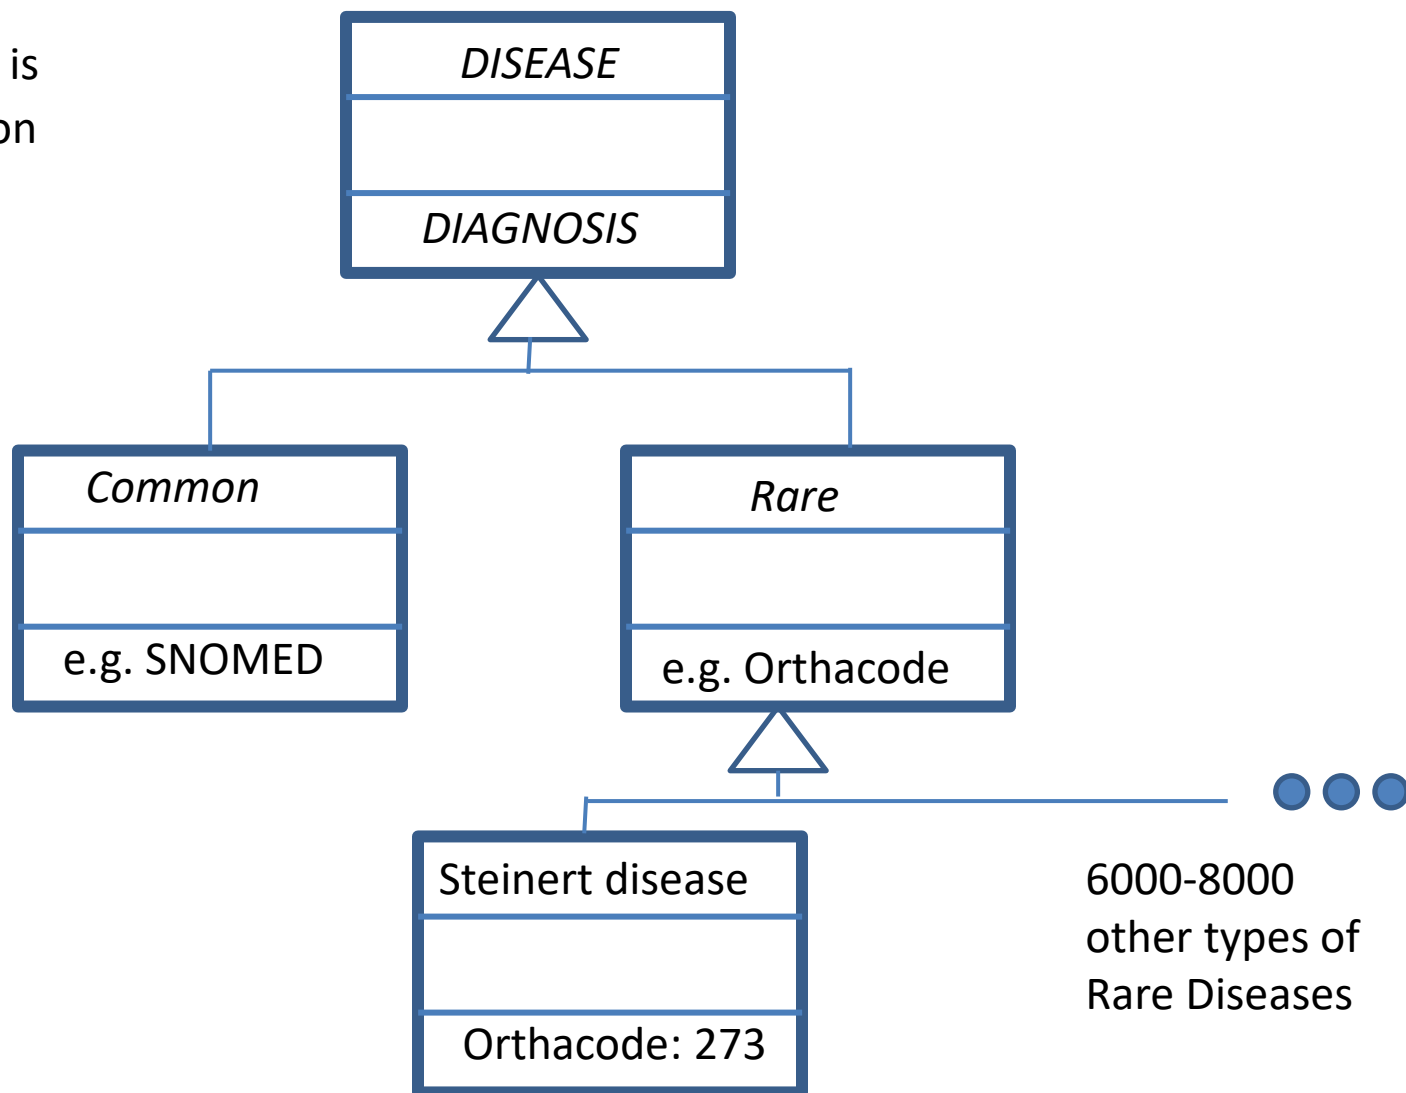 is
on
DISEASE
DIAGNOSIS
Common
e.g. SNOMED
Rare
e.g. Orthacode
Steinert disease
Orthacode: 273
6000-8000
other types of
Rare Diseases